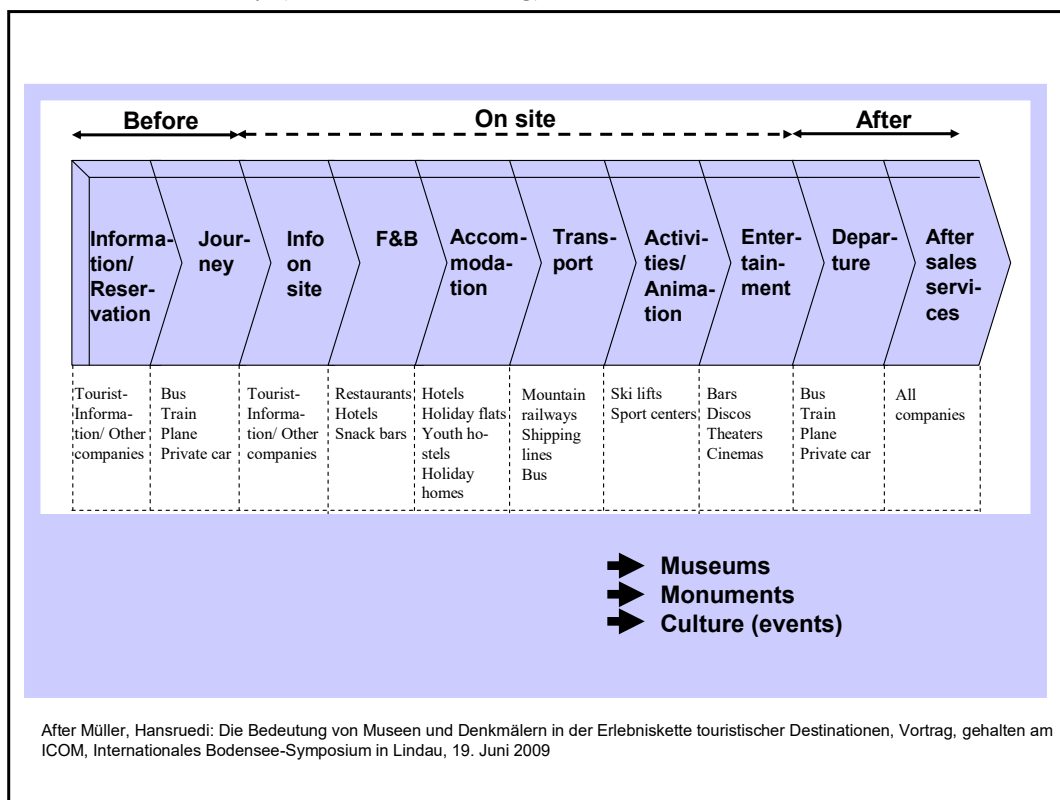 Before
On site
After
Informa-
tion/
Reser-
vation
Jour-
ney
Info
on
site
F&B
Accom-
moda-
tion
Trans-
port
Activi-
ties/
Anima-
tion
Enter-
tain-
ment
Depar-
ture
After
sales
servi-
ces
Tourist-
Informa-
tion/ Other
companies
Bus
Train
Plane
Private car
Tourist-
Informa-
tion/ Other
companies
Restaurants
Hotels
Snack bars
Hotels
Holiday flats
Youth ho-
stels
Holiday
homes
Mountain
railways
Shipping
lines
Bus
Ski lifts
Sport centers
Bars
Discos
Theaters
Cinemas
Bus
Train
Plane
Private car
All
companies
Museums
Monuments
Culture (events)
After Müller, Hansruedi: Die Bedeutung von Museen und Denkmälern in der Erlebniskette touristischer Destinationen, Vortrag, gehalten am
ICOM, Internationales Bodensee-Symposium in Lindau, 19. Juni 2009